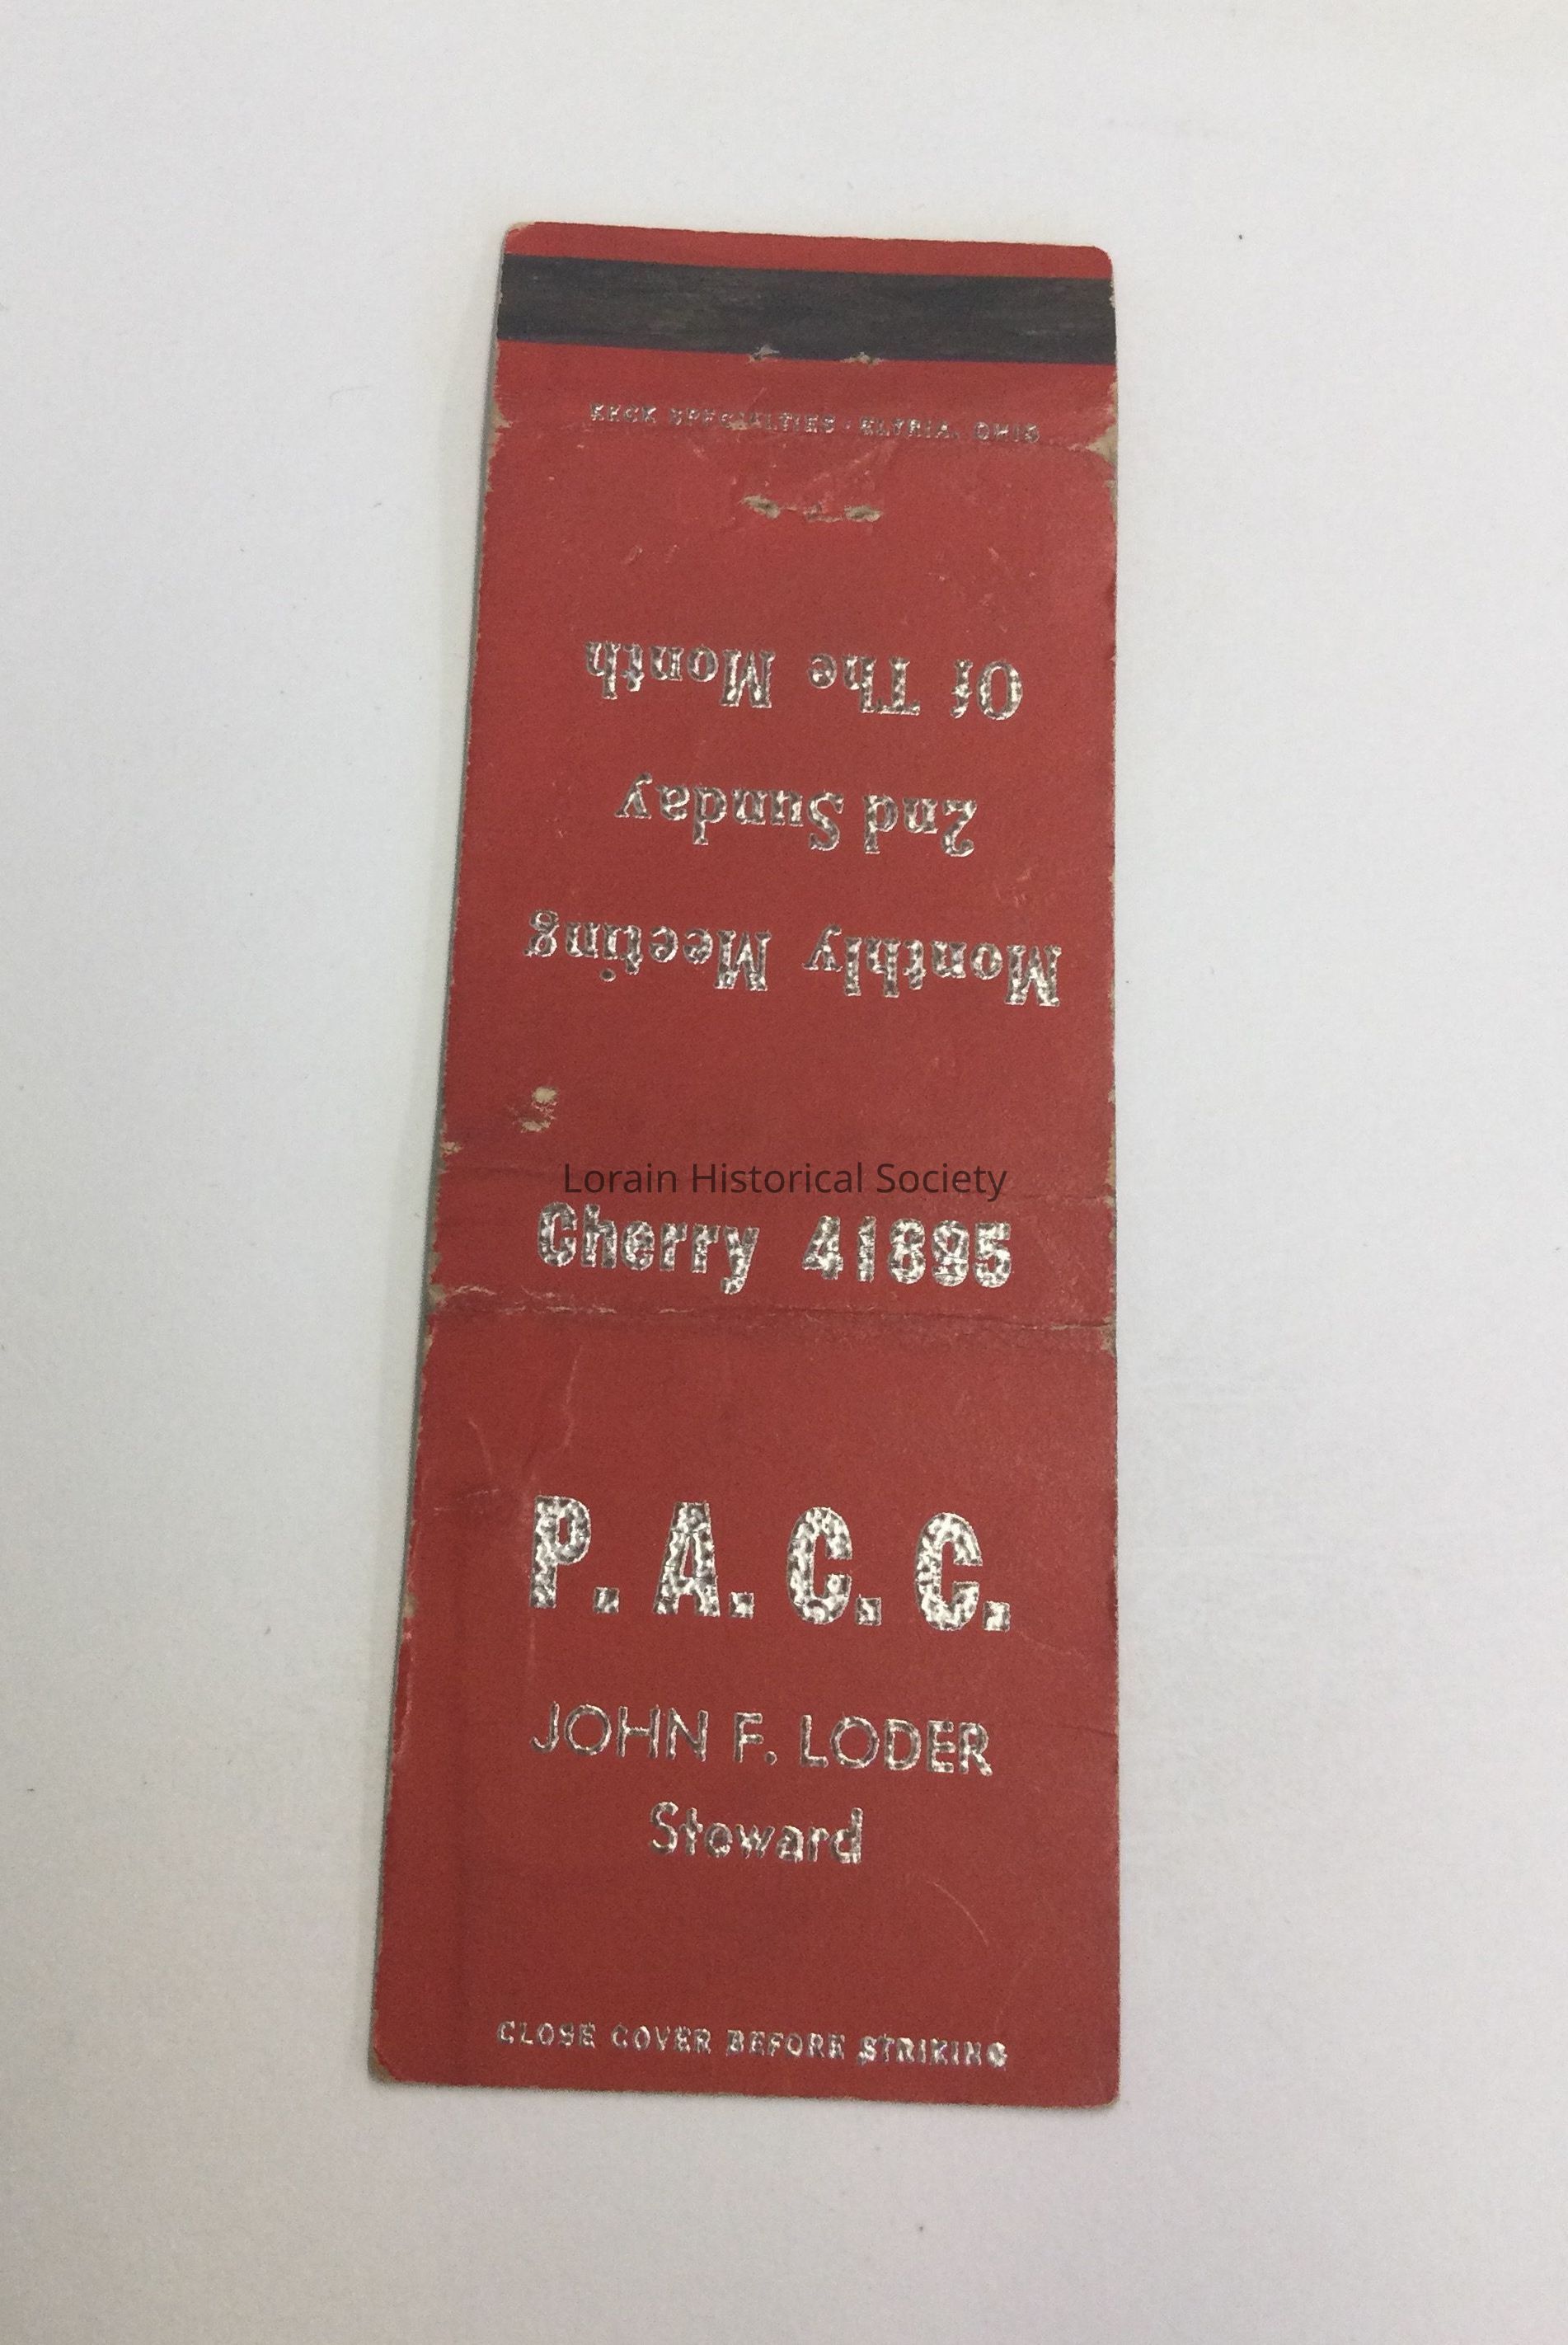 KECK SPECIALTIES · ELYRIA, OHIO
Monthly Meeting
2nd Sunday
Of The Month
Lorain Historical Society
Cherry 41895
P. A. C. C.
JOHN F. LODER
Steward
CLOSE COVER BEFORE STRIKING